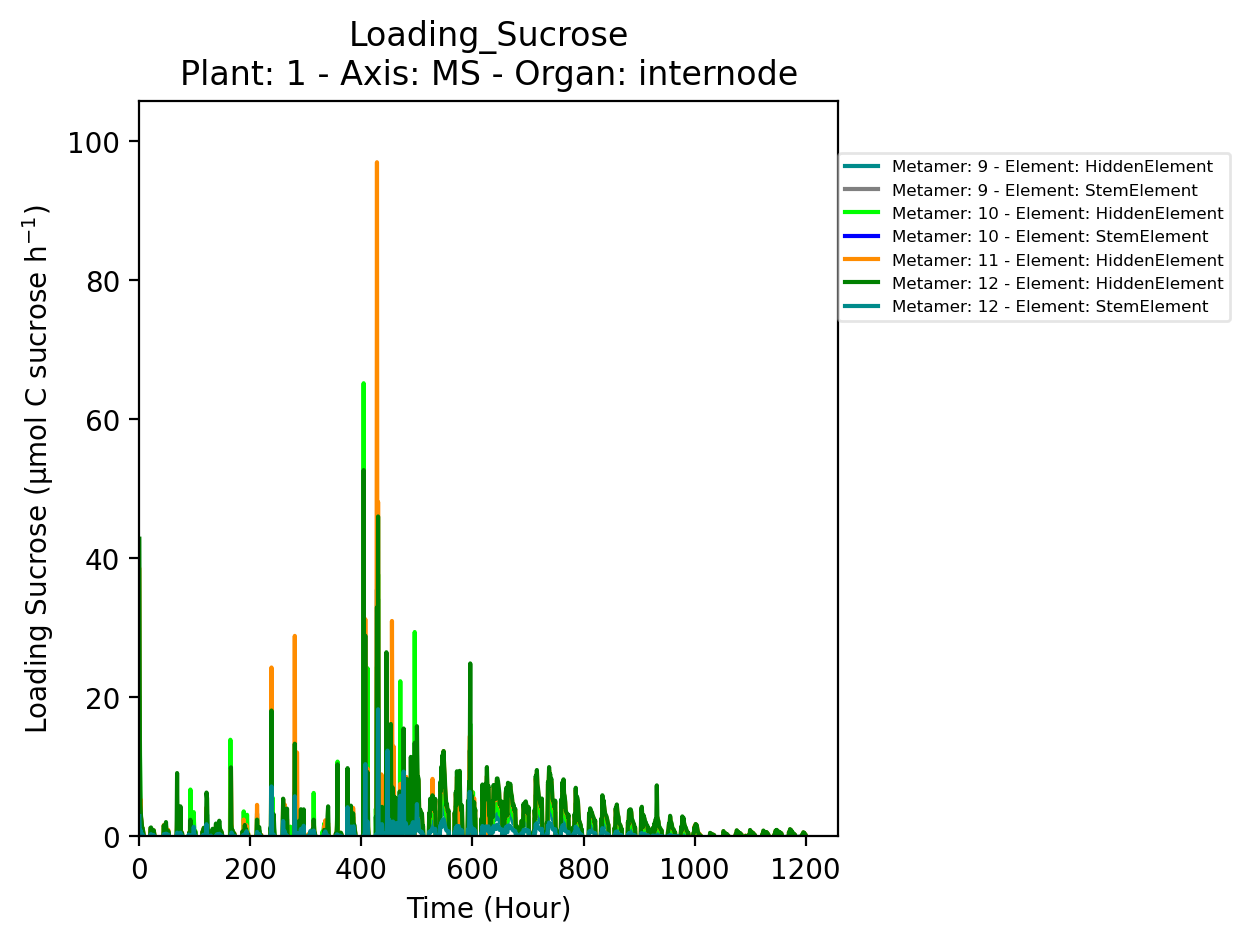 Loading_Sucrose
Plant: 1 - Axis: MS - Organ: internode
Loading Sucrose (µmol C sucrose h⁻¹)
100
80
60
40
20
0
0 200 400 600 800 1000 1200
Time (Hour)
Metamer: 9 - Element: HiddenElement
Metamer: 9 - Element: StemElement
Metamer: 10 - Element: HiddenElement
Metamer: 10 - Element: StemElement
Metamer: 11 - Element: HiddenElement
Metamer: 12 - Element: HiddenElement
Metamer: 12 - Element: StemElement